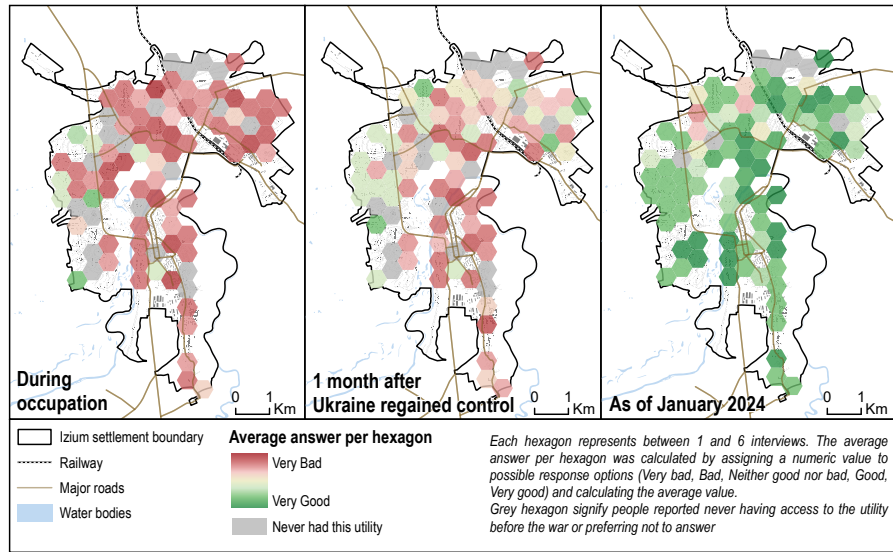 During
occupation
0 1
Km
1 month after
Ukraine regained control
0 1
Km
As of January 2024
0 1
Km
Izium settlement boundary
Railway
Major roads
Water bodies
Average answer per hexagon
Very Bad
Very Good
Never had this utility
Each hexagon represents between 1 and 6 interviews. The average
answer per hexagon was calculated by assigning a numeric value to
possible response options (Very bad, Bad, Neither good nor bad, Good,
Very good) and calculating the average value.
Grey hexagon signify people reported never having access to the utility
before the war or preferring not to answer